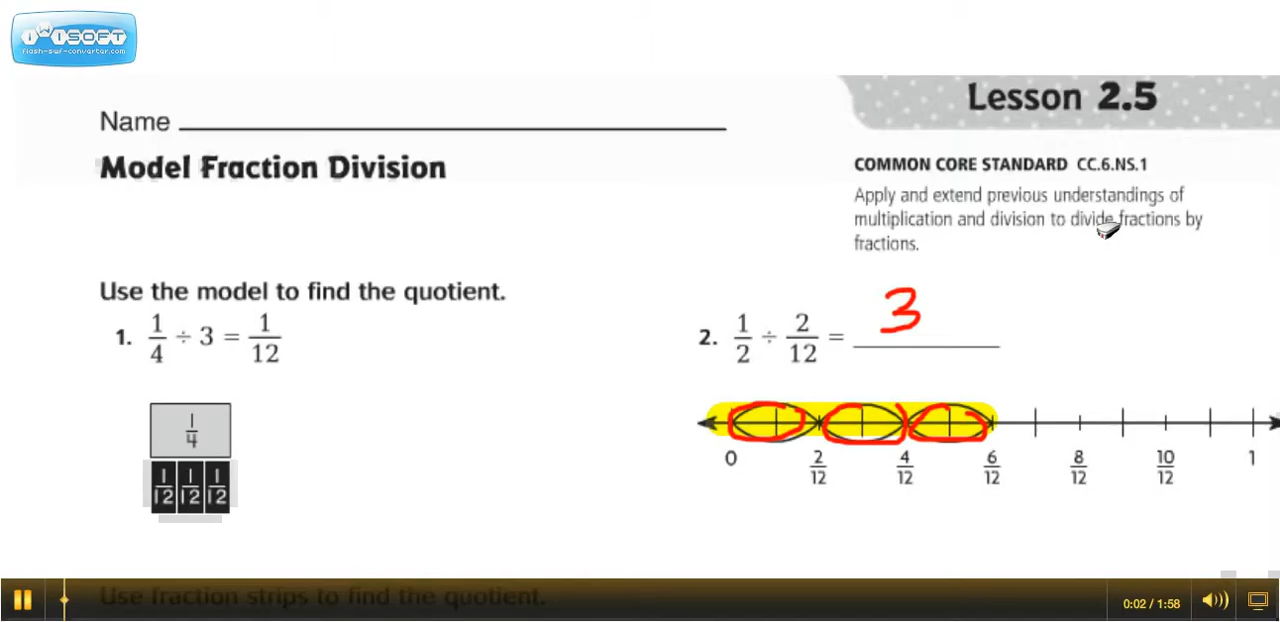 iWiSOFT
flash-swf-converter.com
Lesson 2.5
Name
Model Fraction Division
COMMON CORE STANDARD CC.6.NS.1
Apply and extend previous understandings of
multiplication and division to divide fractions by
fractions.
Use the model to find the quotient.
1. 1/4 ÷ 3 = 1/12
2. 1/2 ÷ 2/12 = 3
1/4
1/12 1/12 1/12
0 2/12 4/12 6/12 8/12 10/12 1
Use fraction strips to find the quotient.
0:02 / 1:58